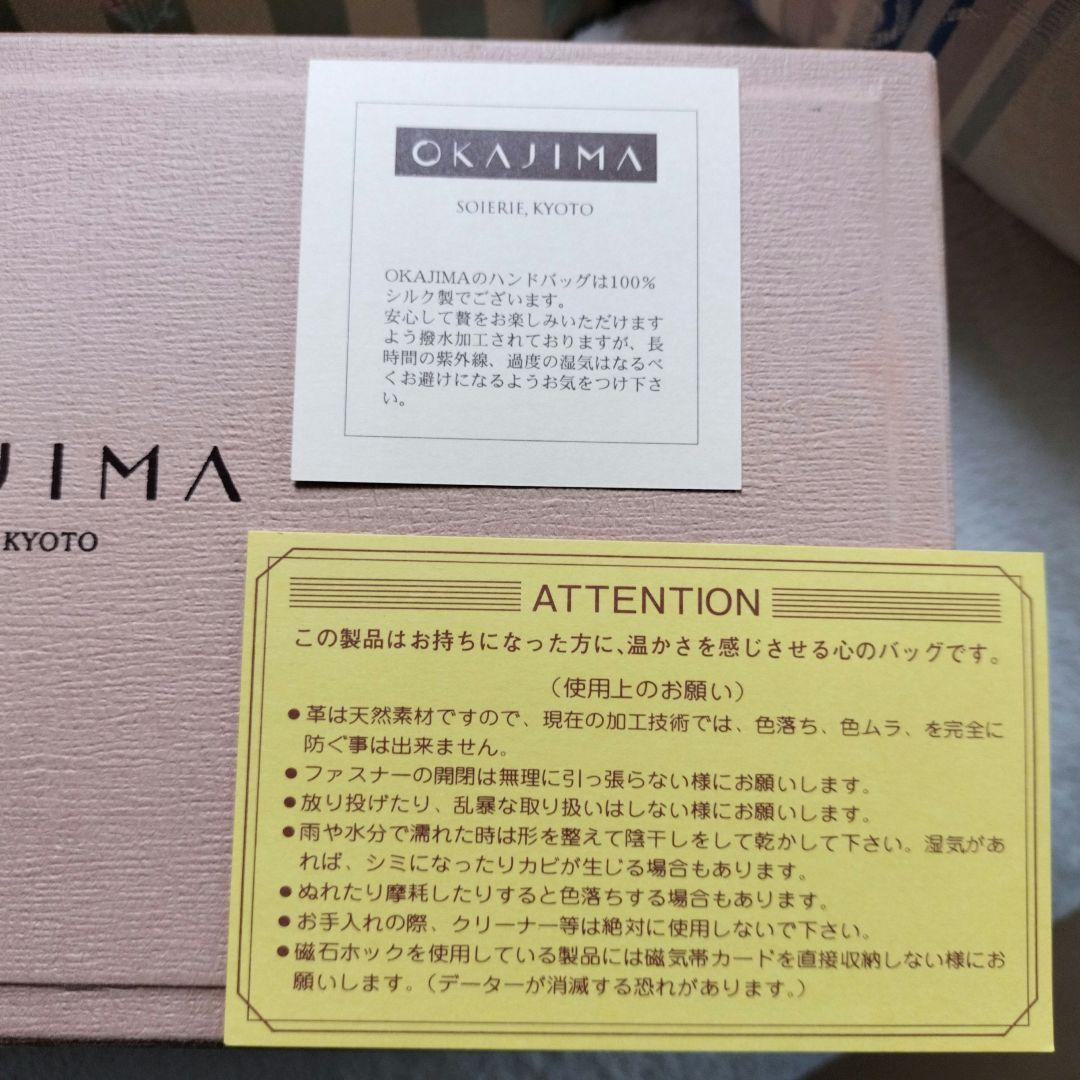 OKAJIMA
SOIERIE, KYOTO
OKAJIMAのハンドバッグは100%
シルク製でございます。
安心して贅をお楽しみいただけます
よう撥水加工されておりますが、長
時間の紫外線、過度の湿気はなるべ
くお避けになるようお気をつけ下さ
い。
JIMA
KYOTO
ATTENTION
この製品はお持ちになった方に、温かさを感じさせる心のバッグです。
（使用上のお願い）
●革は天然素材ですので、現在の加工技術では、色落ち、色ムラ、を完全に
防ぐ事は出来ません。
●ファスナーの開閉は無理に引っ張らない様にお願いします。
●放り投げたり、乱暴な取り扱いはしない様にお願いします。
●雨や水分で濡れた時は形を整えて陰干しをして乾かして下さい。湿気があ
れば、シミになったりカビが生じる場合もあります。
●ぬれたり摩耗したりすると色落ちする場合もあります。
●お手入れの際、クリーナー等は絶対に使用しないで下さい。
●磁石ホックを使用している製品には磁気帯カードを直接収納しない様にお
願いします。（データーが消滅する恐れがあります。）